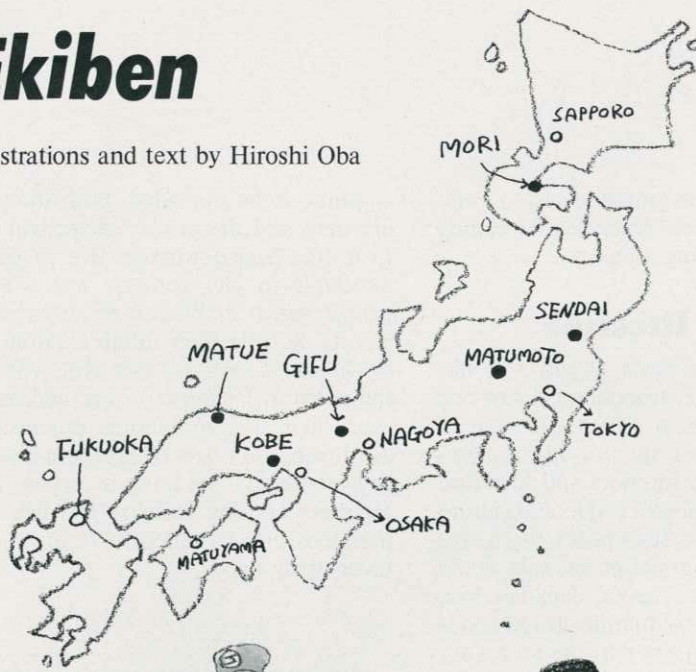 kiben
strations and text by Hiroshi Oba
SAPPORO
MORI
SENDAI
MATUE
GIFU
MATUMOTO
FUKUOKA
KOBE
NAGOYA
TOKYO
OSAKA
MATUYAMA